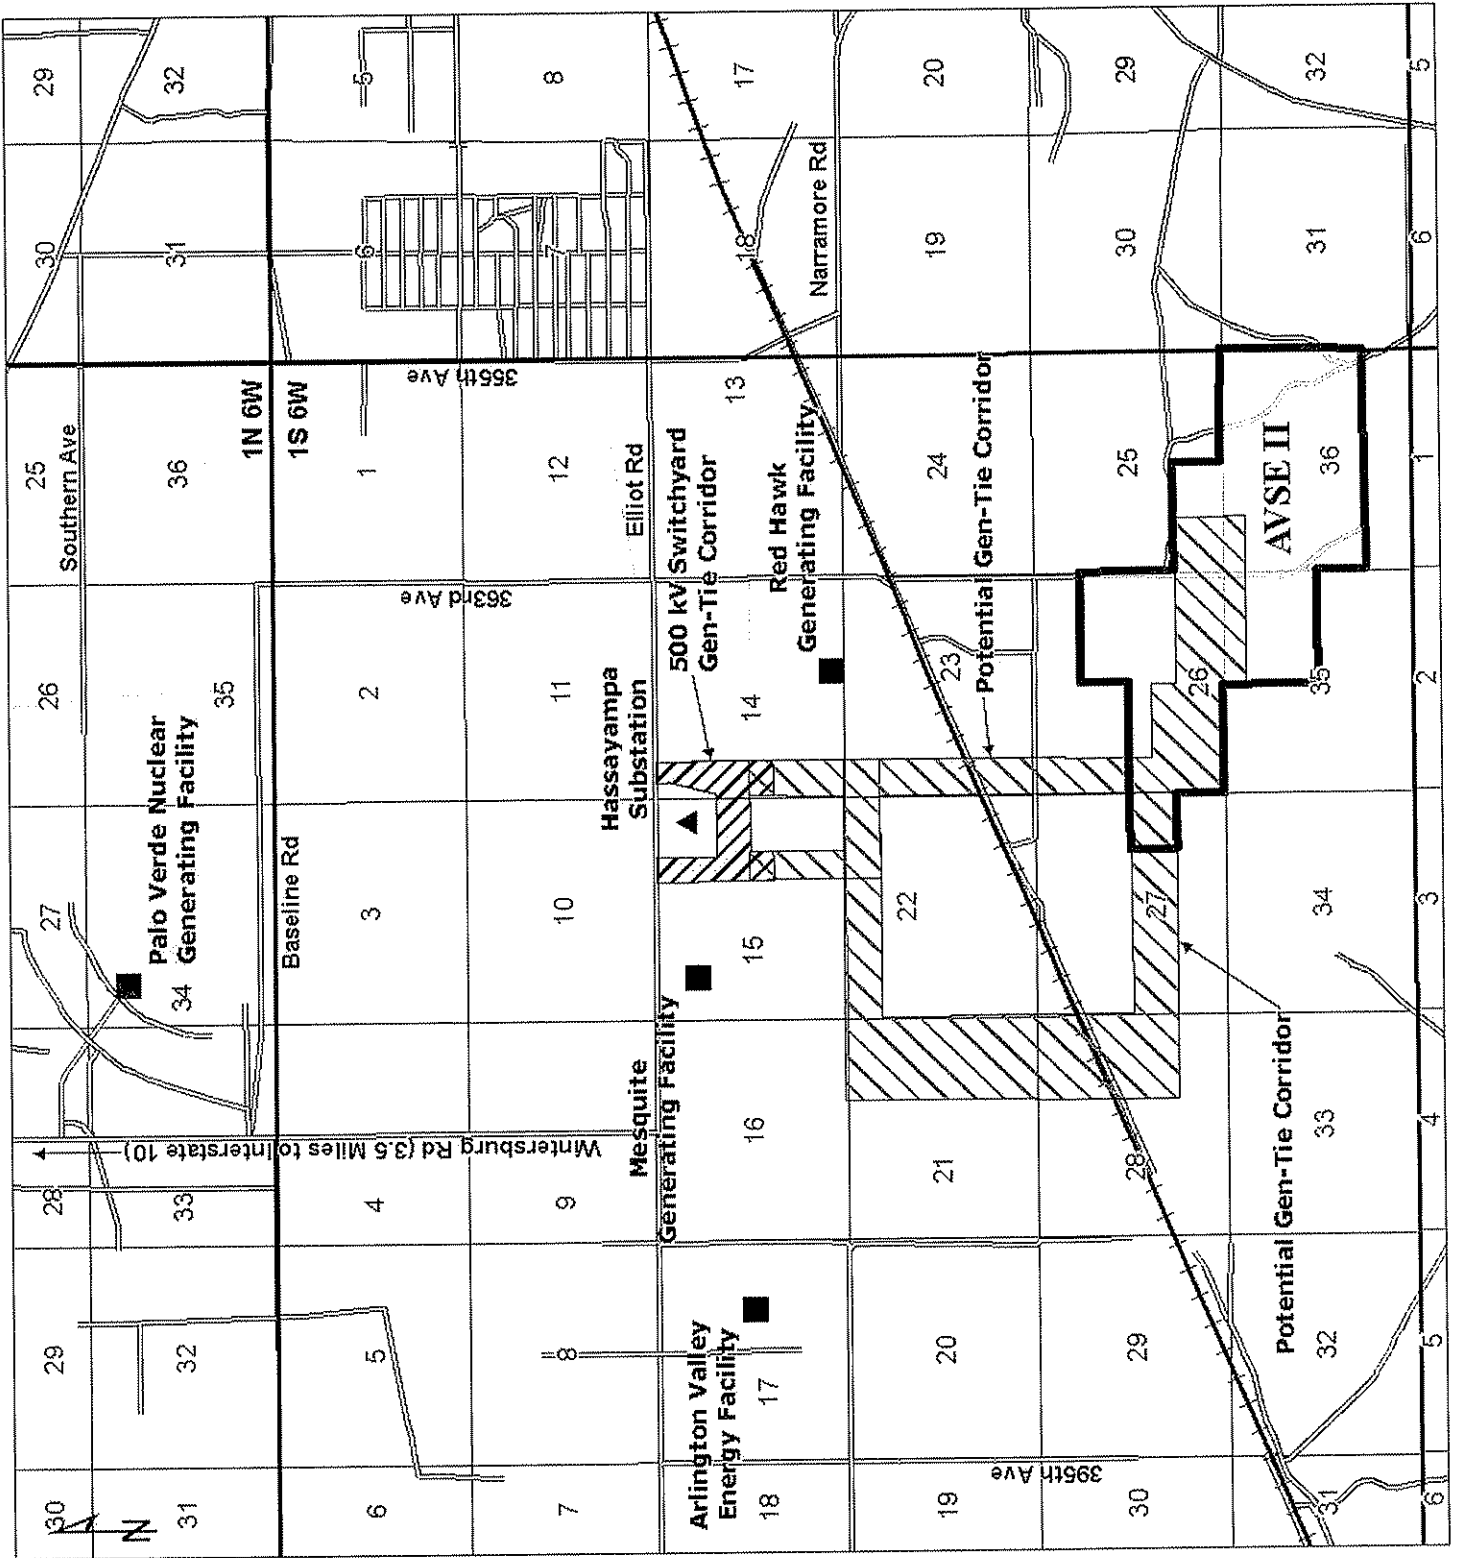 30 29 28 27 26 25 30 29
N
Southern Ave
Palo Verde Nuclear
Generating Facility
31 32 33 34 35 36 31 32
1N 6W
1S 6W
Baseline Rd
6 5 4 3 2 1 6 5
Wintersburg Rd (3.5 Miles to Interstate 10)
363rd Ave
355th Ave
7 8 9 10 11 12 7 8
Elliot Rd
Hassayampa
Substation
Mesquite
Generating Facility
500 kV Switchyard
Gen-Tie Corridor
Arlington Valley
Energy Facility
18 17 16 15 14 13 18 17
Red Hawk
Generating Facility
Narramore Rd
19 20 21 22 23 24 19 20
Potential Gen-Tie Corridor
395th Ave
30 29 28 27 26 25 30 29
AVSE II
Potential Gen-Tie Corridor
31 32 33 34 35 36 31 32
6 5 4 3 2 1 6 5